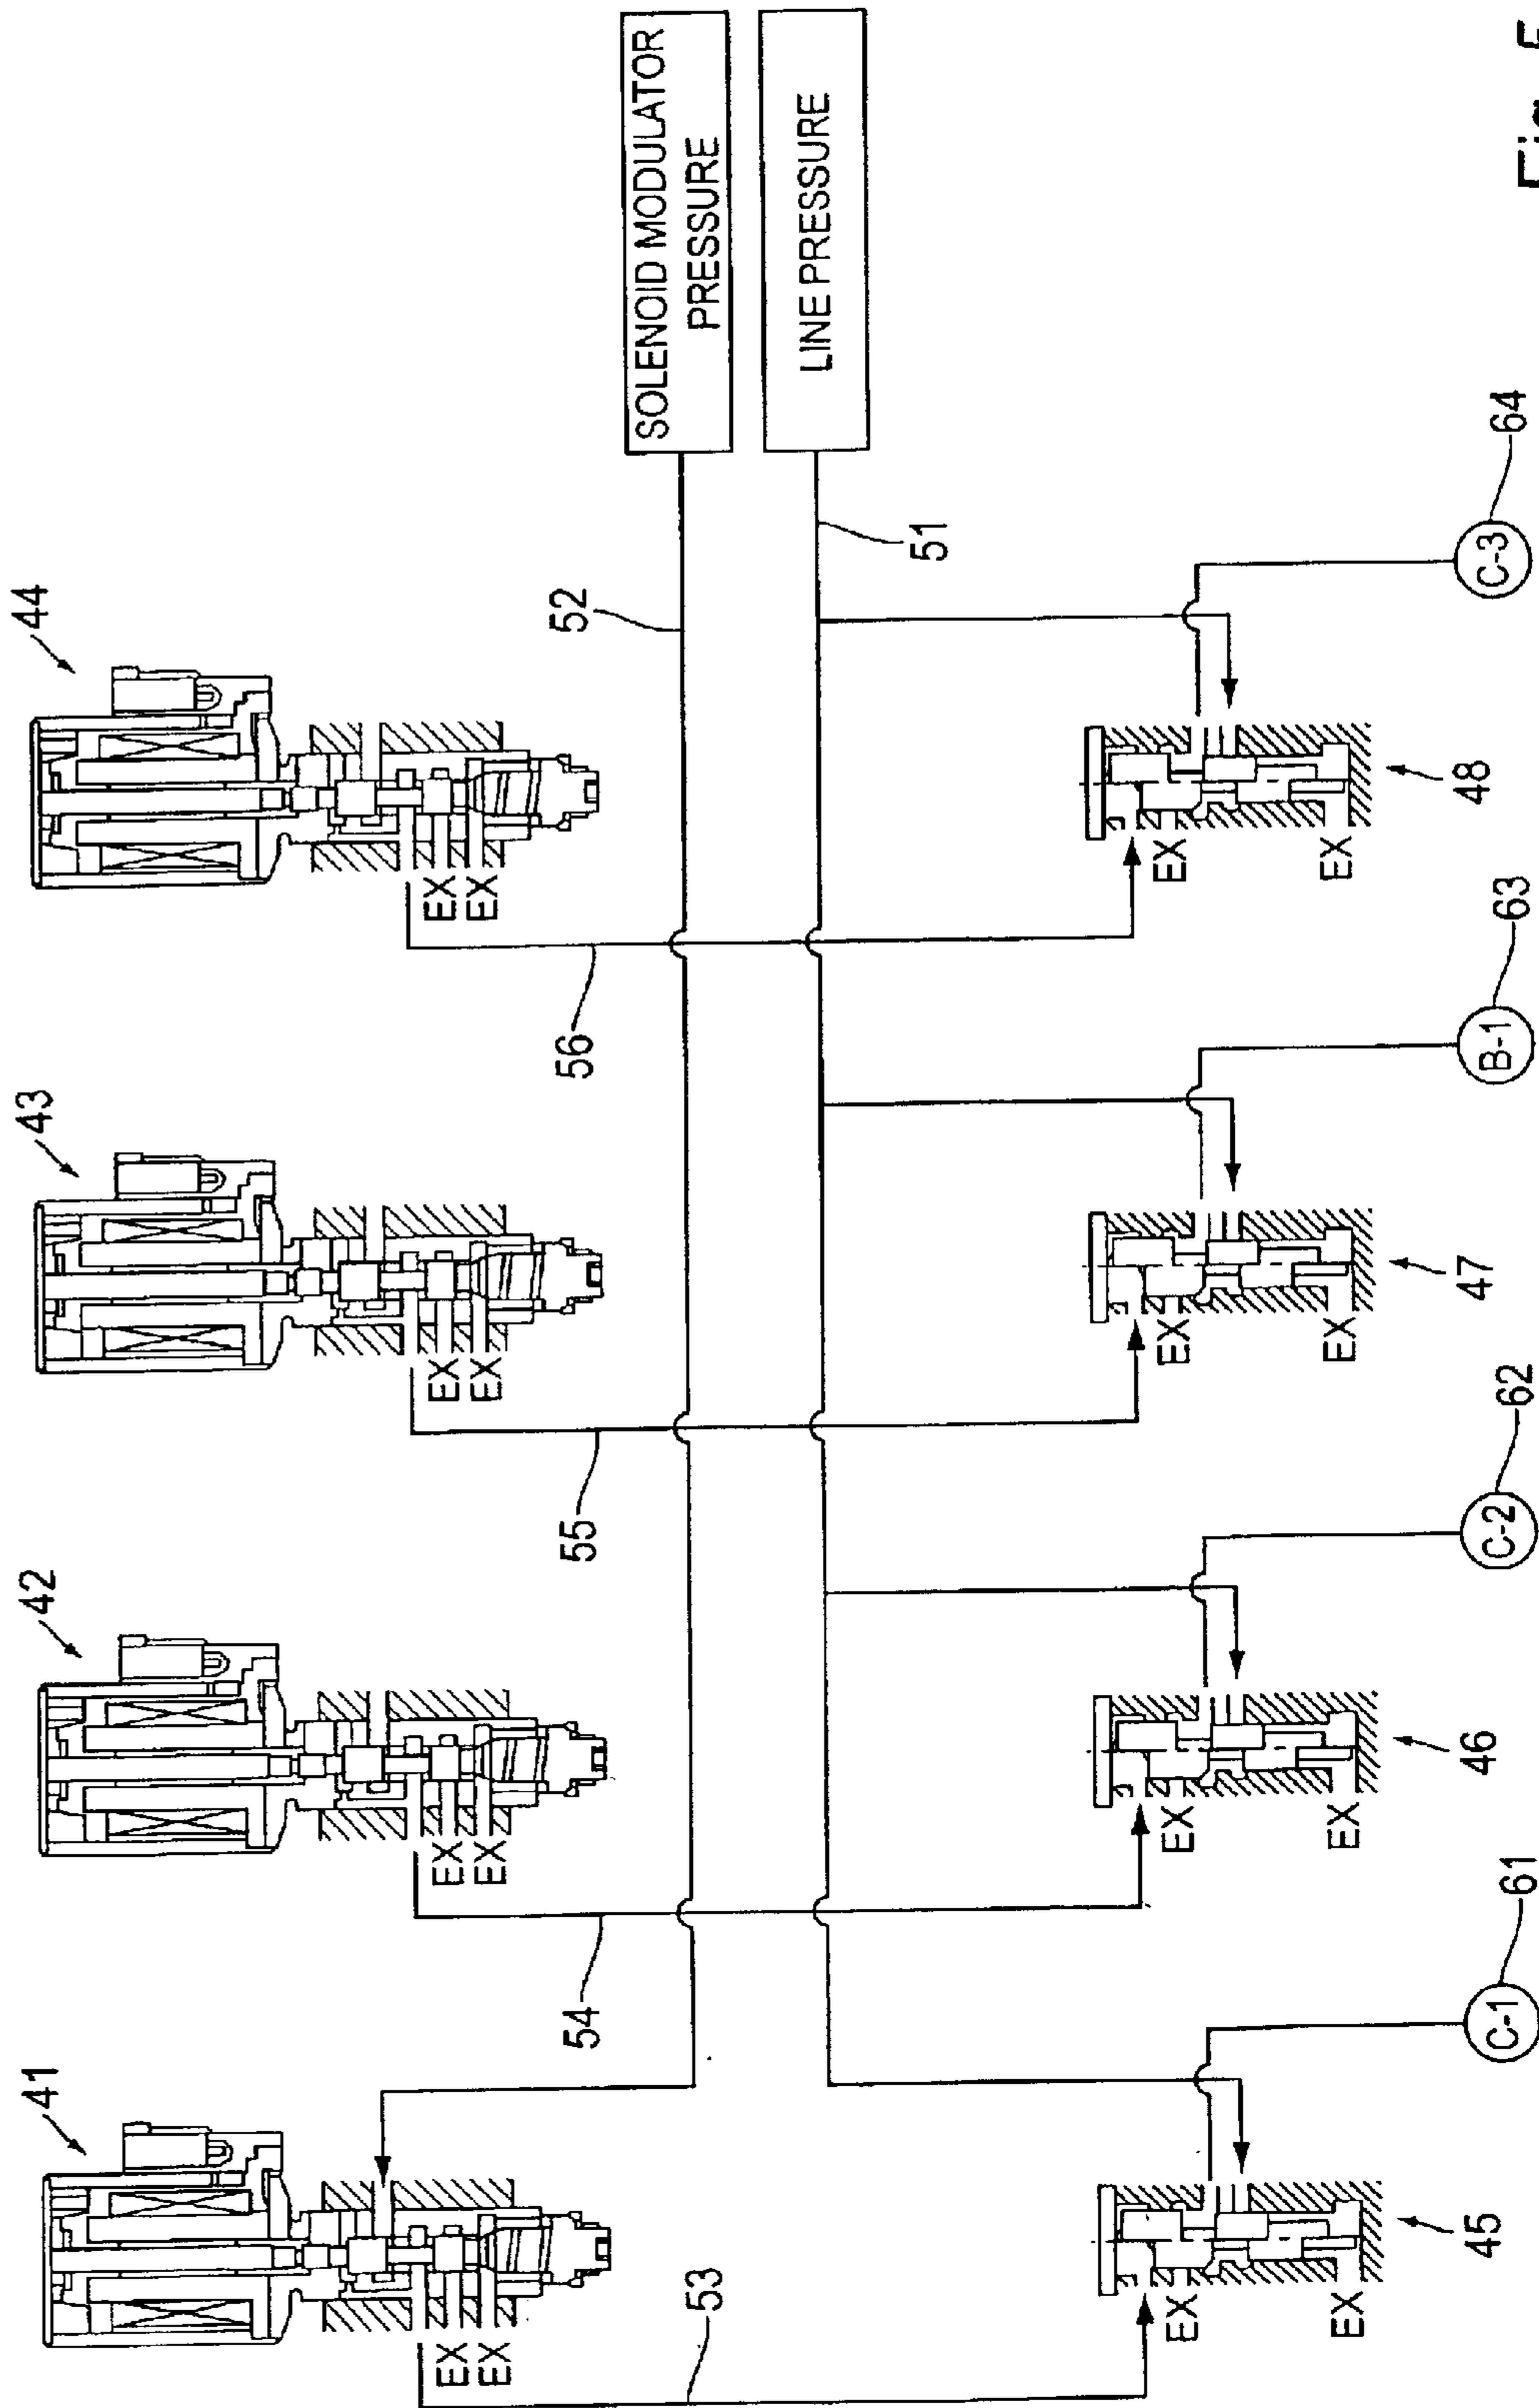 41
42
43
44
EX
EX
EX
EX
EX
EX
EX
EX
53
54
55
56
52
51
SOLENOID MODULATOR
PRESSURE
LINE PRESSURE
EX
EX
EX
EX
EX
EX
EX
EX
45
46
47
48
C-1
61
C-2
62
B-1
63
C-3
64